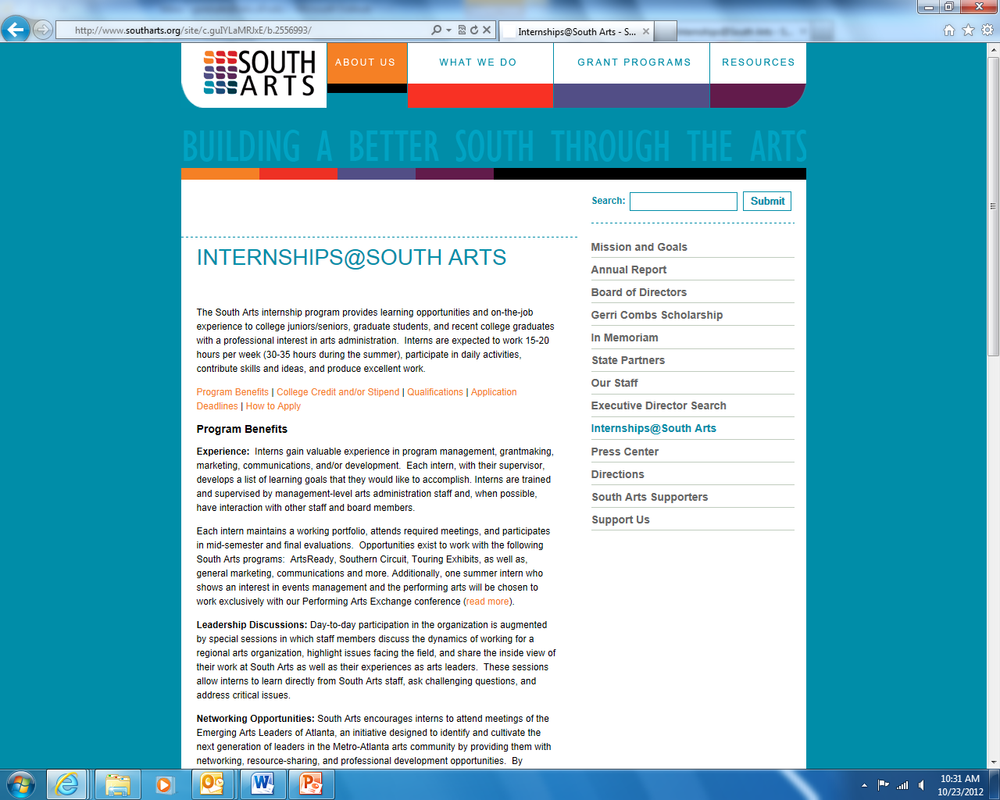 http://www.southarts.org/site/c.guIYLaMRJxE/b.2556993/
Internships@South Arts - S...
SOUTH
ARTS
ABOUT US
WHAT WE DO
GRANT PROGRAMS
RESOURCES
BUILDING A BETTER SOUTH THROUGH THE ARTS
Search:
Submit
INTERNSHIPS@SOUTH ARTS
The South Arts internship program provides learning opportunities and on-the-job
experience to college juniors/seniors, graduate students, and recent college graduates
with a professional interest in arts administration.  Interns are expected to work 15-20
hours per week (30-35 hours during the summer), participate in daily activities,
contribute skills and ideas, and produce excellent work.
Program Benefits | College Credit and/or Stipend | Qualifications | Application
Deadlines | How to Apply
Program Benefits
Experience:  Interns gain valuable experience in program management, grantmaking,
marketing, communications, and/or development.  Each intern, with their supervisor,
develops a list of learning goals that they would like to accomplish. Interns are trained
and supervised by management-level arts administration staff and, when possible,
have interaction with other staff and board members.
Each intern maintains a working portfolio, attends required meetings, and participates
in mid-semester and final evaluations.  Opportunities exist to work with the following
South Arts programs:  ArtsReady, Southern Circuit, Touring Exhibits, as well as,
general marketing, communications and more. Additionally, one summer intern who
shows an interest in events management and the performing arts will be chosen to
work exclusively with our Performing Arts Exchange conference (read more).
Leadership Discussions: Day-to-day participation in the organization is augmented
by special sessions in which staff members discuss the dynamics of working for a
regional arts organization, highlight issues facing the field, and share the inside view of
their work at South Arts as well as their experiences as arts leaders.  These sessions
allow interns to learn directly from South Arts staff, ask challenging questions, and
address critical issues.
Networking Opportunities: South Arts encourages interns to attend meetings of the
Emerging Arts Leaders of Atlanta, an initiative designed to identify and cultivate the
next generation of leaders in the Metro-Atlanta arts community by providing them with
networking, resource-sharing, and professional development opportunities.  By
Mission and Goals
Annual Report
Board of Directors
Gerri Combs Scholarship
In Memoriam
State Partners
Our Staff
Executive Director Search
Internships@South Arts
Press Center
Directions
South Arts Supporters
Support Us
10:31 AM
10/23/2012